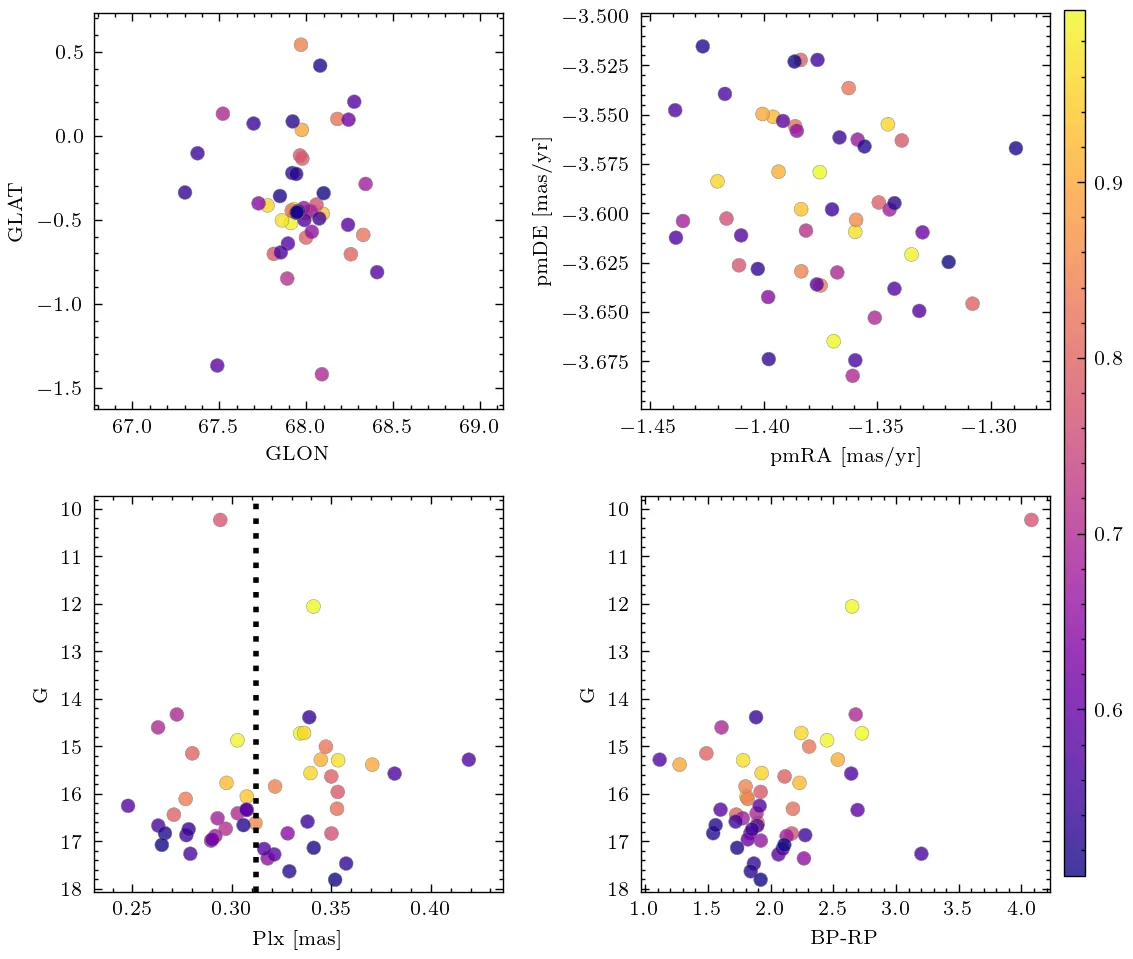 0.5
0.0
−0.5
−1.0
−1.5
GLAT
67.0 67.5 68.0 68.5 69.0
GLON
−3.500
−3.525
−3.550
−3.575
−3.600
−3.625
−3.650
−3.675
pmDE [mas/yr]
−1.45 −1.40 −1.35 −1.30
pmRA [mas/yr]
10
11
12
13
14
15
16
17
18
G
0.25 0.30 0.35 0.40
Plx [mas]
10
11
12
13
14
15
16
17
18
G
1.0 1.5 2.0 2.5 3.0 3.5 4.0
BP-RP
0.9
0.8
0.7
0.6